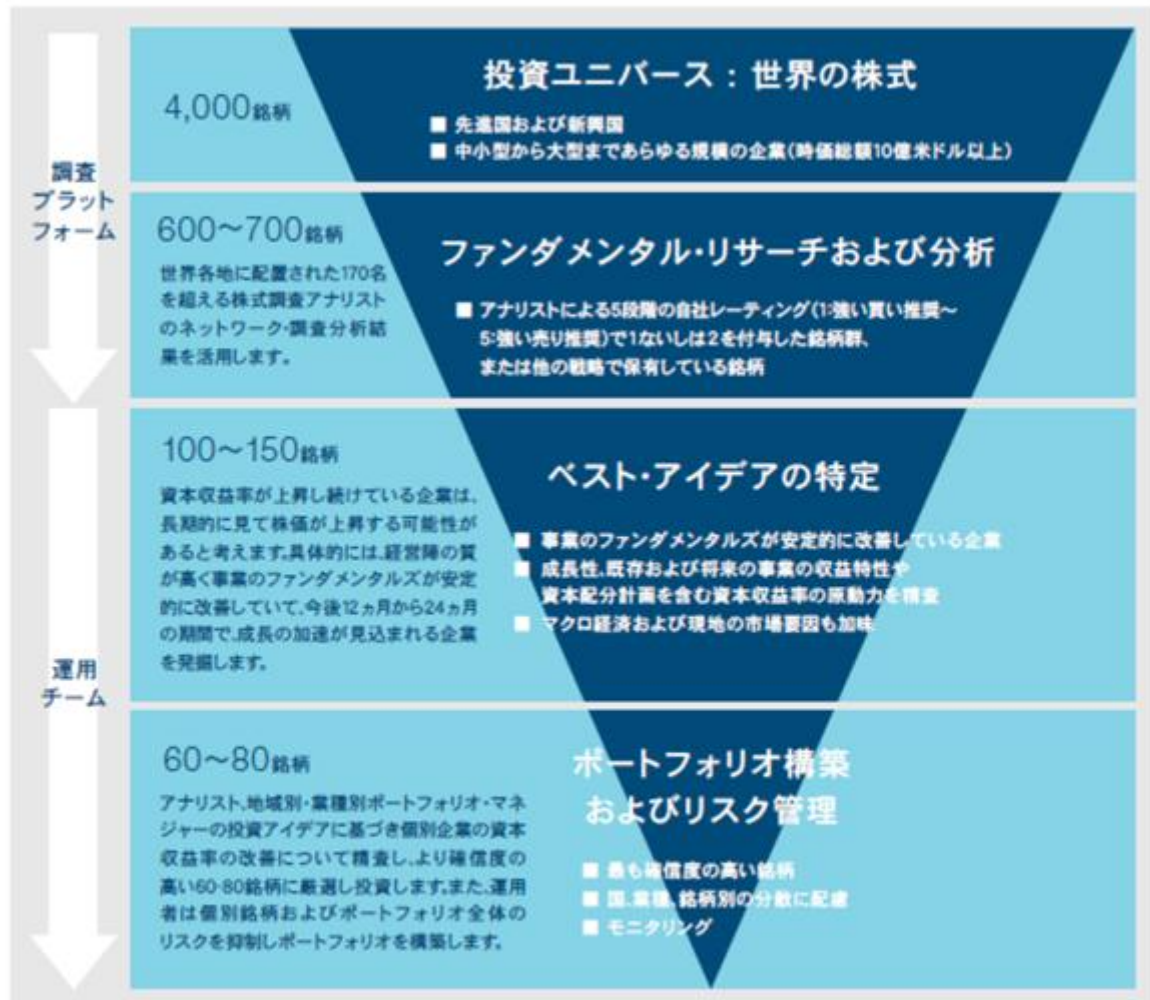 調査
プラット
フォーム
4,000銘柄
投資ユニバース:世界の株式
■ 先進国および新興国
■ 中小型から大型まであらゆる規模の企業(時価総額10億米ドル以上)
600〜700銘柄
世界各地に配置された170名
を超える株式調査アナリスト
のネットワーク・調査分析結
果を活用します。
ファンダメンタル・リサーチおよび分析
■ アナリストによる5段階の自社レーティング(1:強い買い推奨〜
5:強い売り推奨)で1ないしは2を付与した銘柄群、
または他の戦略で保有している銘柄
運用
チーム
100〜150銘柄
資本収益率が上昇し続けている企業は、
長期的に見て株価が上昇する可能性が
あると考えます。具体的には、経営陣の質
が高く事業のファンダメンタルズが安定
的に改善していて、今後12ヵ月から24ヵ月
の期間で、成長の加速が見込まれる企業
を発掘します。
ベスト・アイデアの特定
■ 事業のファンダメンタルズが安定的に改善している企業
■ 成長性、既存および将来の事業の収益特性や
資本配分計画を含む資本収益率の原動力を精査
■ マクロ経済および現地の市場要因も加味
60〜80銘柄
アナリスト、地域別・業種別ポートフォリオ・マネ
ジャーの投資アイデアに基づき個別企業の資本
収益率の改善について精査し、より確信度の
高い60-80銘柄に厳選し投資します。また、運用
者は個別銘柄およびポートフォリオ全体の
リスクを抑制しポートフォリオを構築します。
ポートフォリオ構築
およびリスク管理
■ 最も確信度の高い銘柄
■ 国、業種、銘柄別の分散に配慮
■ モニタリング